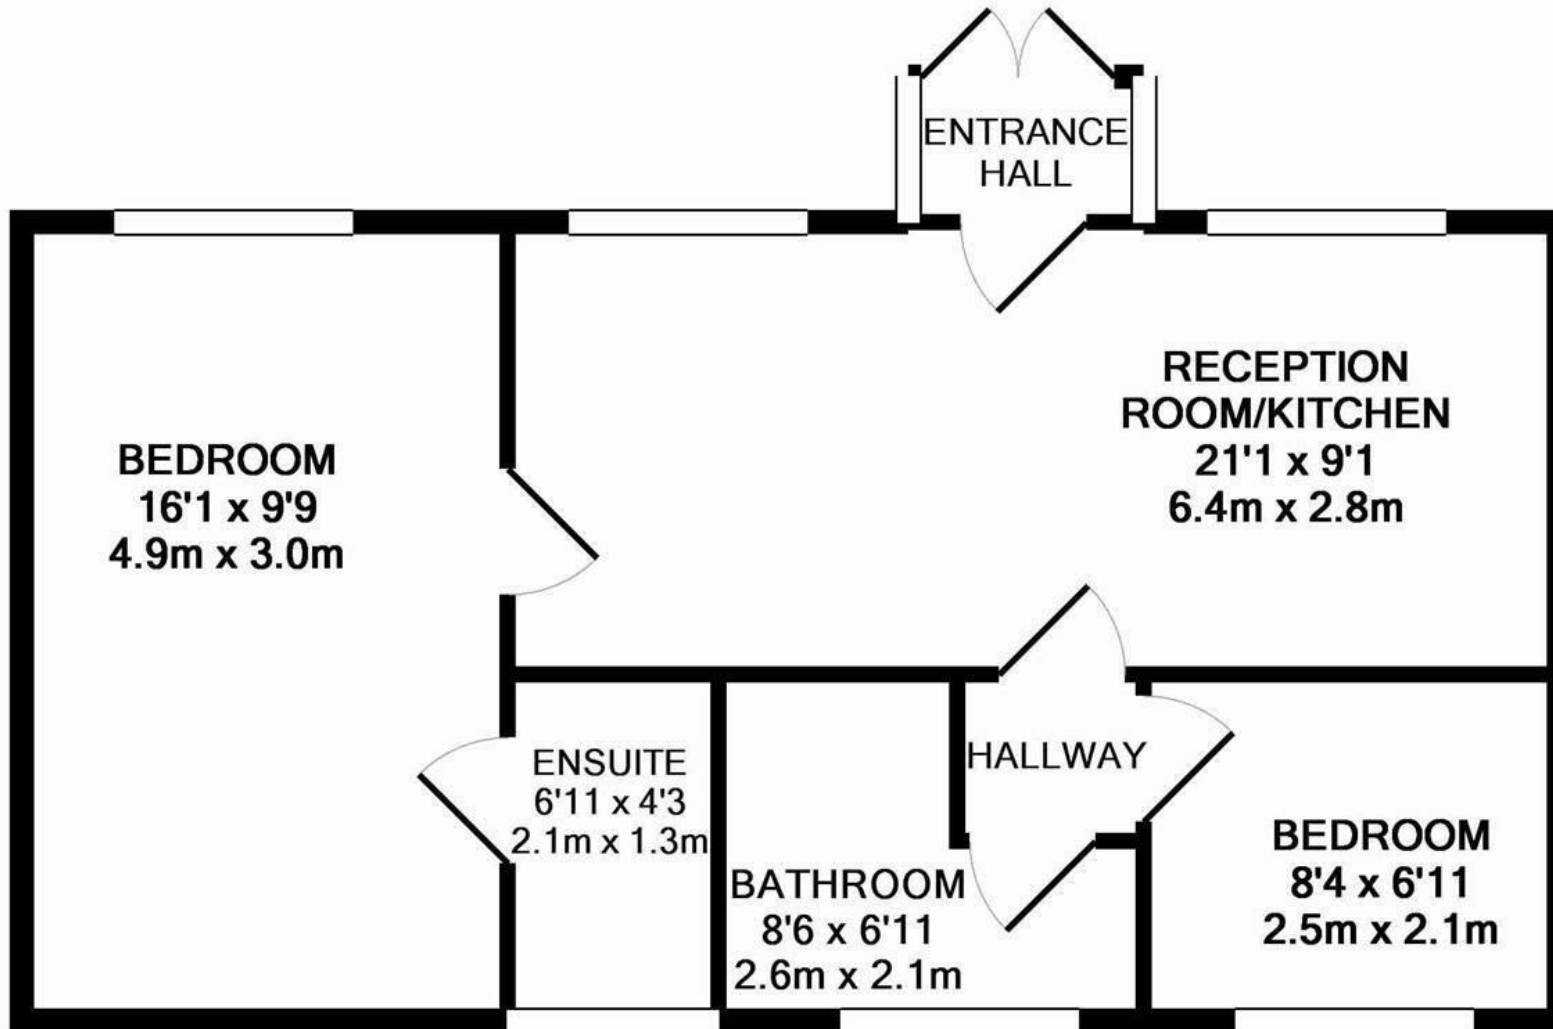 ENTRANCE
HALL
RECEPTION
ROOM/KITCHEN
21'1 x 9'1
6.4m x 2.8m
BEDROOM
16'1 x 9'9
4.9m x 3.0m
ENSUITE
6'11 x 4'3
2.1m x 1.3m
HALLWAY
BATHROOM
8'6 x 6'11
2.6m x 2.1m
BEDROOM
8'4 x 6'11
2.5m x 2.1m